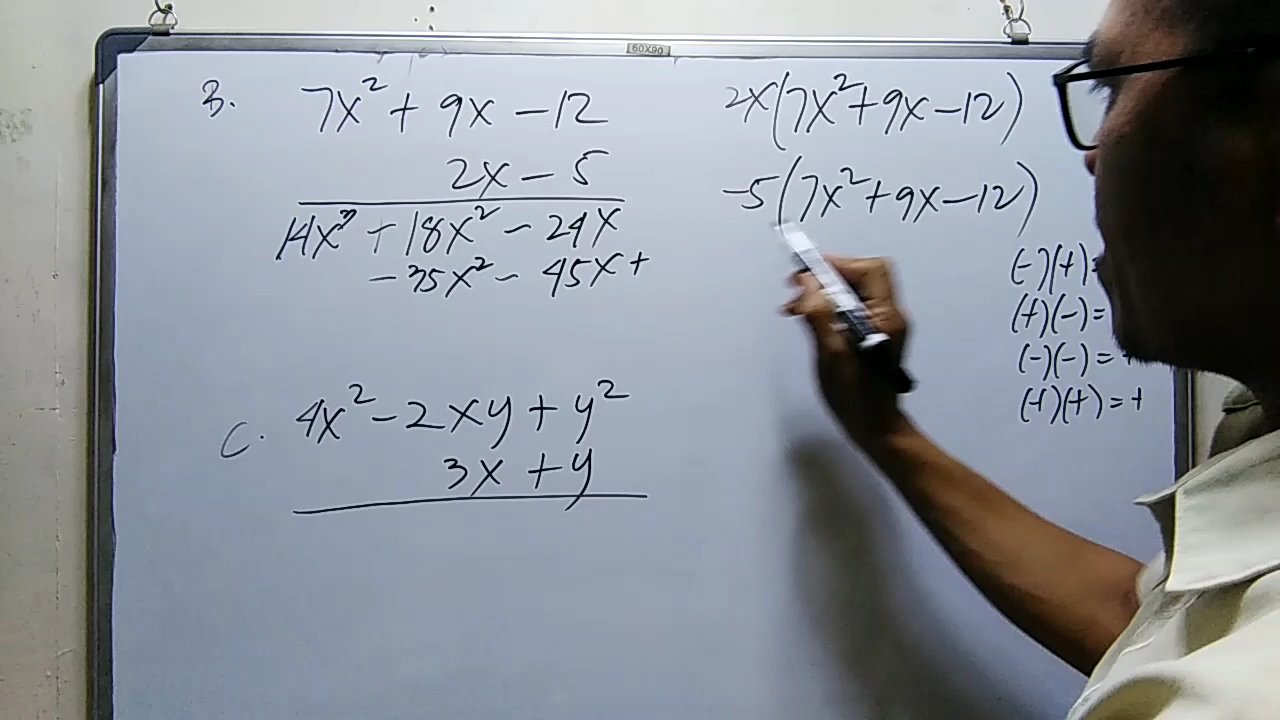 60X90
B. 7x² + 9x - 12
2x - 5
14x³ + 18x² - 24x
- 35x² - 45x +
C. 4x² - 2xy + y²
3x + y
2x(7x² + 9x - 12)
-5(7x² + 9x - 12)
(-)(+) =
(+)(-) =
(-)(-) = +
(+)(+) = +